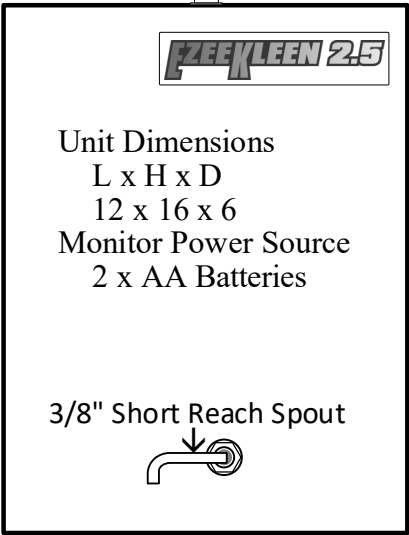 EZEEKLEEN 2.5
Unit Dimensions
L x H x D
12 x 16 x 6
Monitor Power Source
2 x AA Batteries
3/8" Short Reach Spout